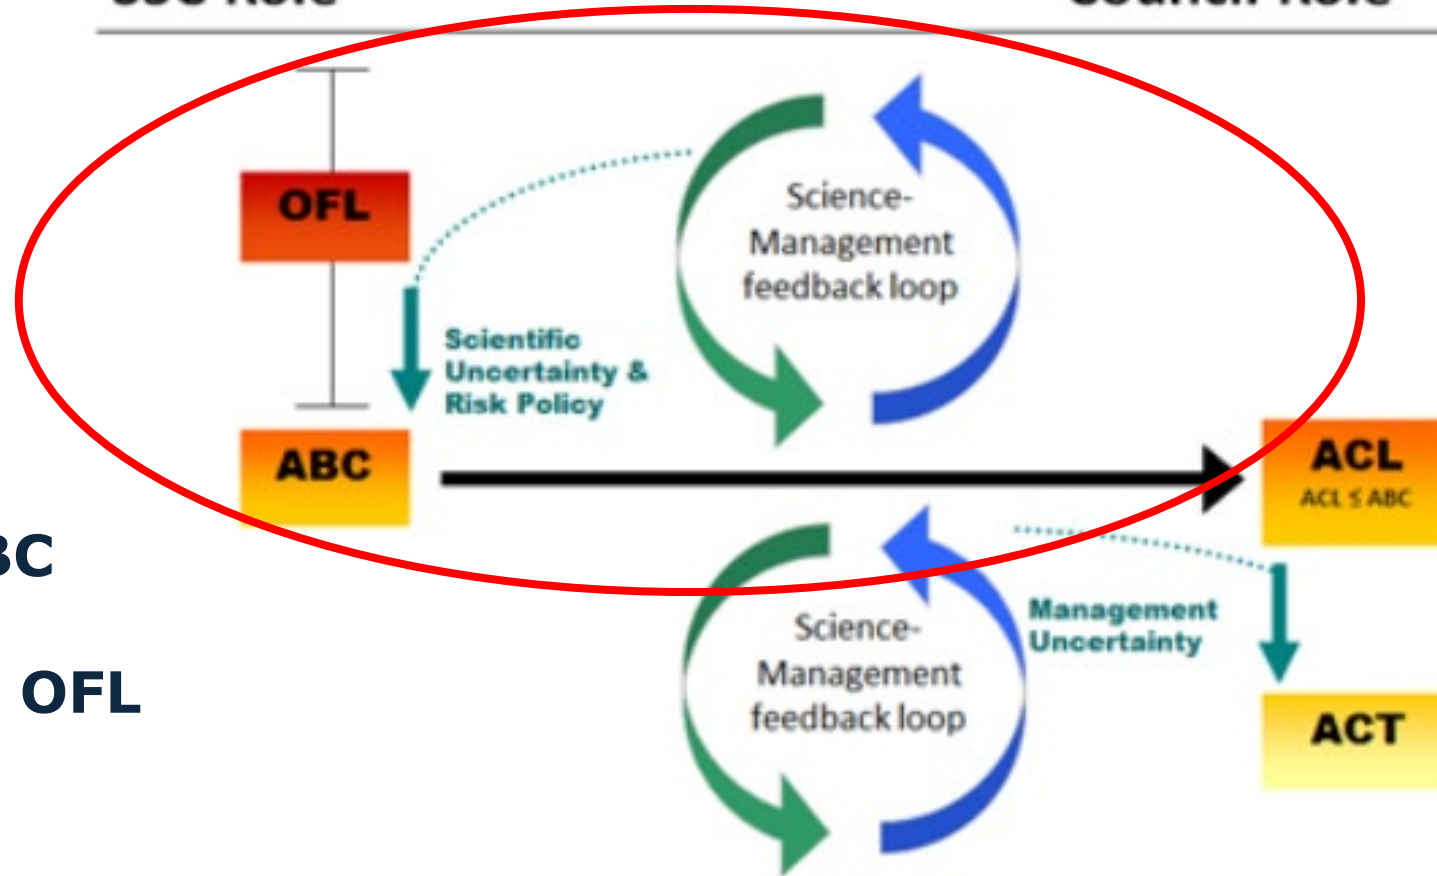 OFL
Science-
Management
feedback loop
Scientific
Uncertainty &
Risk Policy
ABC
ACL
ACL ≤ ABC
BC
OFL
Science-
Management
feedback loop
Management
Uncertainty
ACT